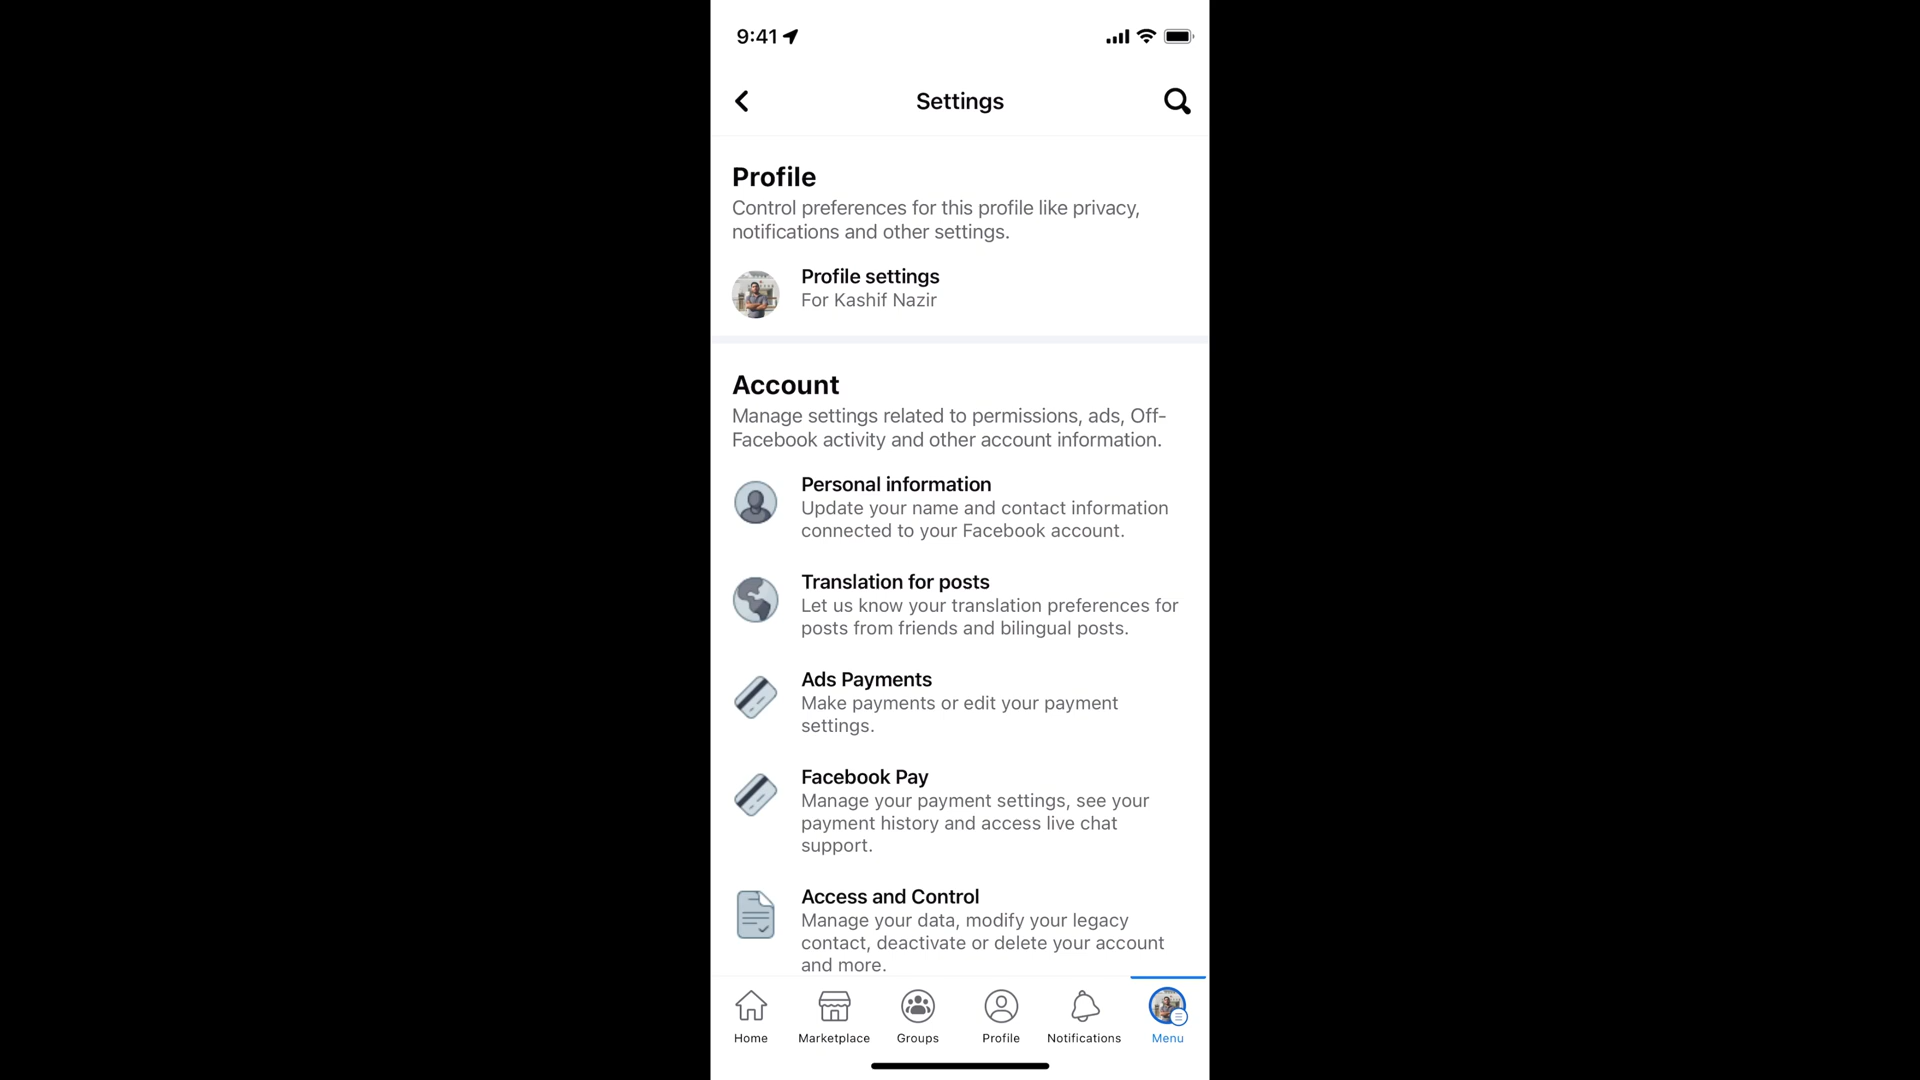 9:41
Settings
Profile
Control preferences for this profile like privacy,
notifications and other settings.
Profile settings
For Kashif Nazir
Account
Manage settings related to permissions, ads, Off-
Facebook activity and other account information.
Personal information
Update your name and contact information
connected to your Facebook account.
Translation for posts
Let us know your translation preferences for
posts from friends and bilingual posts.
Ads Payments
Make payments or edit your payment
settings.
Facebook Pay
Manage your payment settings, see your
payment history and access live chat
support.
Access and Control
Manage your data, modify your legacy
contact, deactivate or delete your account
and more.
Home
Marketplace
Groups
Profile
Notifications
Menu